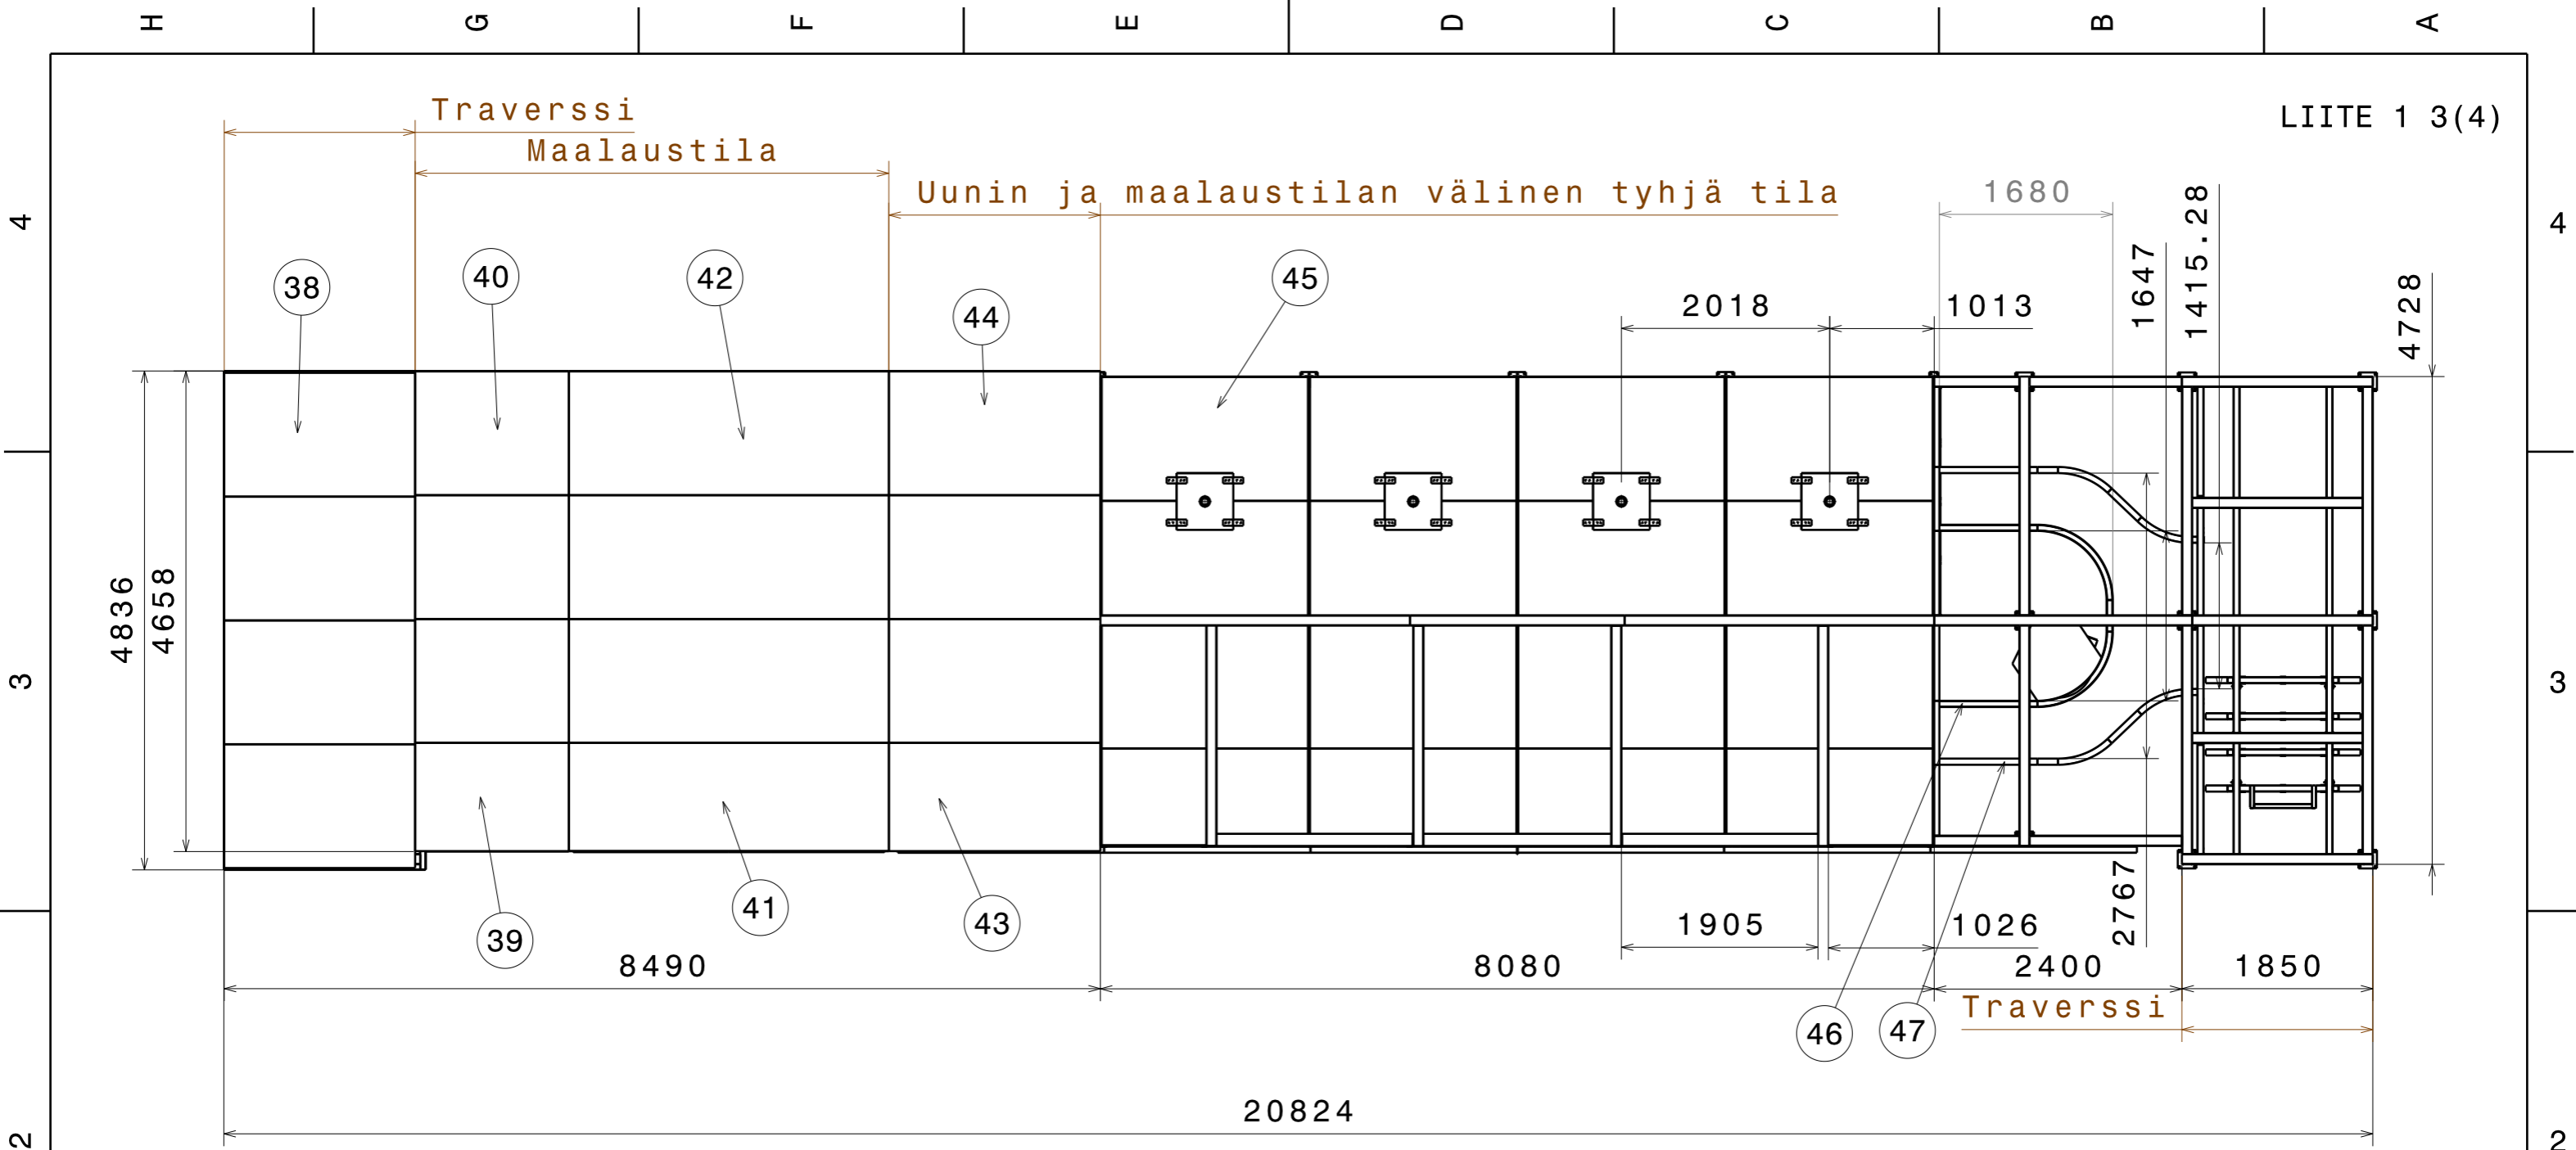 H G F E D C B A
LIITE 1 3(4)
Traverssi
Maalaustila
Uunin ja maalaustilan välinen tyhjä tila
1680
1647
1415.28
4728
4 4
38 40 42 44 45
2018 1013
4836
4658
3 3
39 41 43
1905 1026
2767
8490 8080 2400 1850
Traverssi
46 47
20824
2 2